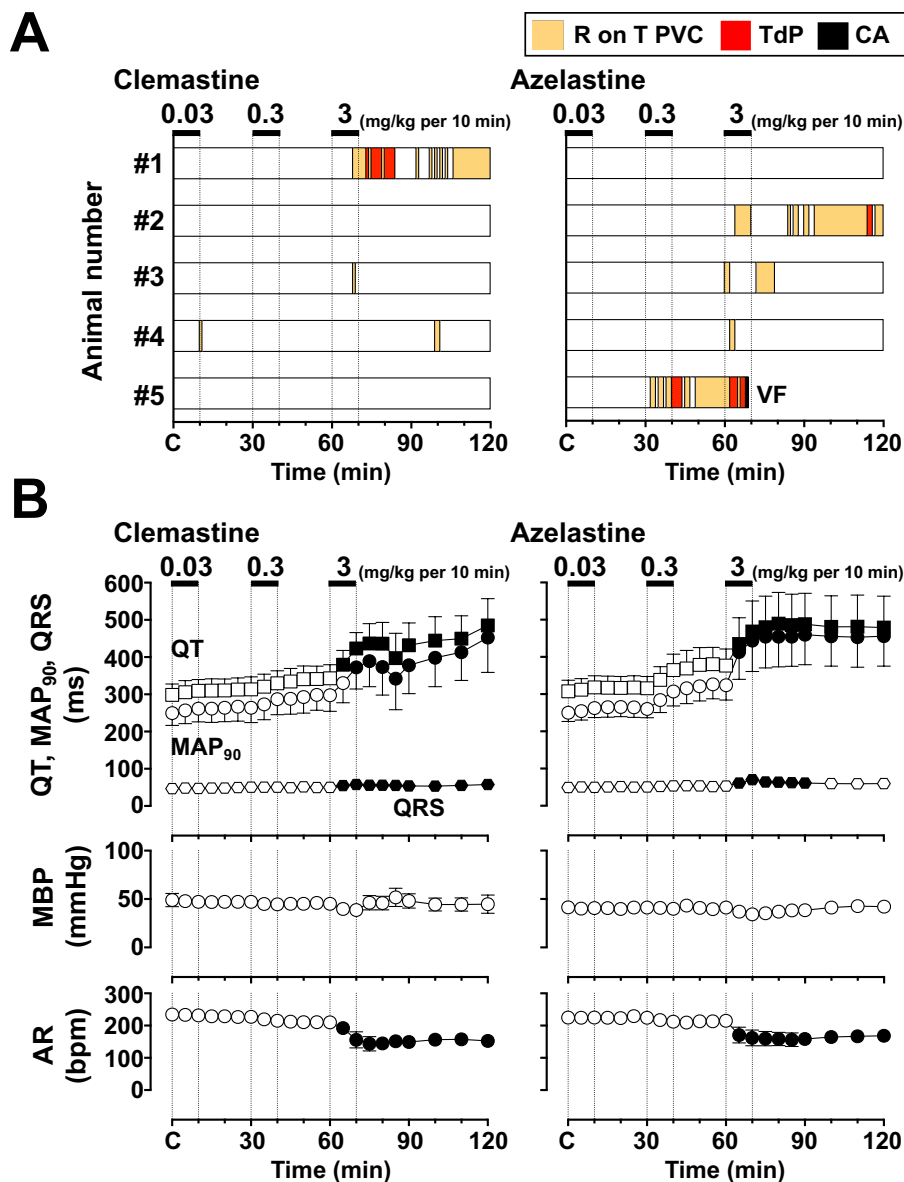 A
R on T PVC TdP CA
Clemastine Azelastine
0.03 0.3 3 (mg/kg per 10 min) 0.03 0.3 3 (mg/kg per 10 min)
Animal number
#1
#2
#3
#4
#5
VF
C 30 60 90 120 C 30 60 90 120
Time (min) Time (min)
B
Clemastine Azelastine
0.03 0.3 3 (mg/kg per 10 min) 0.03 0.3 3 (mg/kg per 10 min)
QT, MAP90, QRS
(ms)
600
500
400
300
200
100
0
QT
MAP90
QRS
MBP
(mmHg)
100
50
0
AR
(bpm)
300
200
100
0
C 30 60 90 120 C 30 60 90 120
Time (min) Time (min)